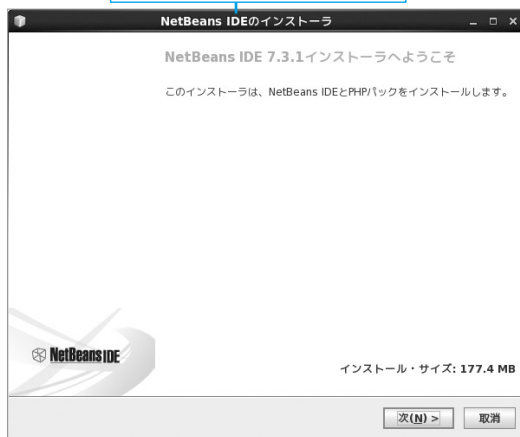 NetBeans IDEのインストーラ
NetBeans IDE 7.3.1インストーラへようこそ
このインストーラは、NetBeans IDEとPHPパックをインストールします。
NetBeans IDE
インストール・サイズ: 177.4 MB
次(N) >
取消